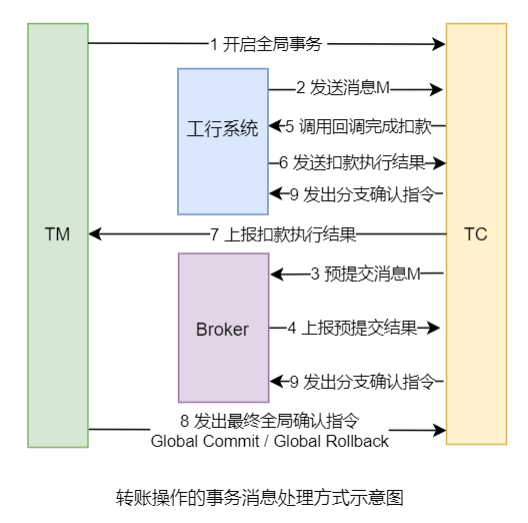 1 开启全局事务
2 发送消息M
工行系统
5 调用回调完成扣款
6 发送扣款执行结果
9 发出分支确认指令
TM
7 上报扣款执行结果
TC
3 预提交消息M
Broker
4 上报预提交结果
9 发出分支确认指令
8 发出最终全局确认指令
Global Commit / Global Rollback
转账操作的事务消息处理方式示意图